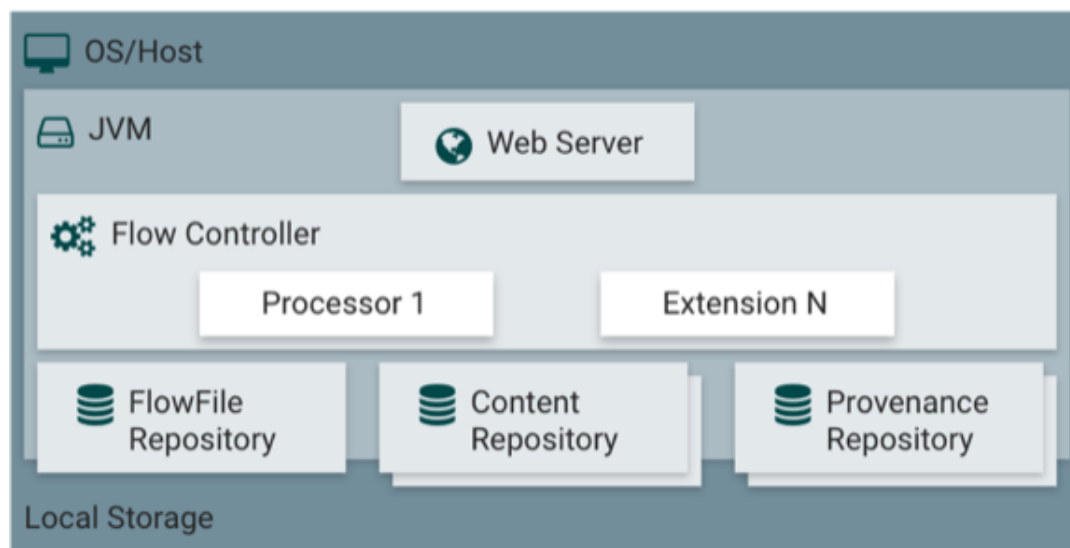 OS/Host
JVM
Web Server
Flow Controller
Processor 1
Extension N
FlowFile
Repository
Content
Repository
Provenance
Repository
Local Storage